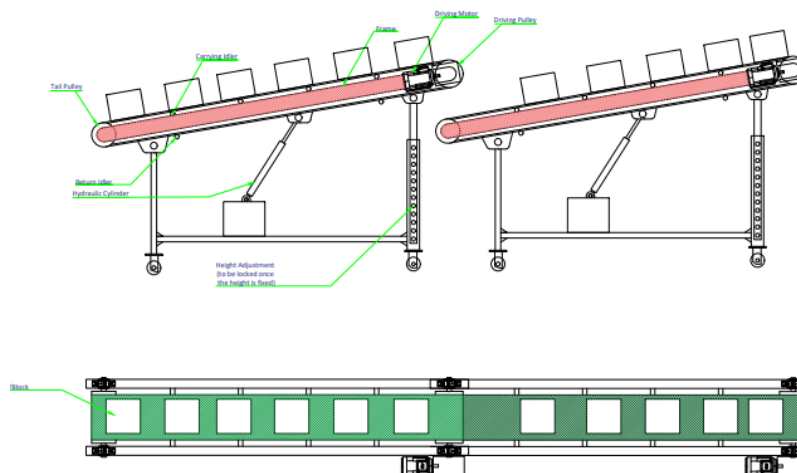 Driving Motor
Driving Pulley
Frame
Carrying Idler
Tail Pulley
Return Idler
Hydraulic Cylinder
Height Adjustment
(to be locked once
the height is fixed)
fBlock